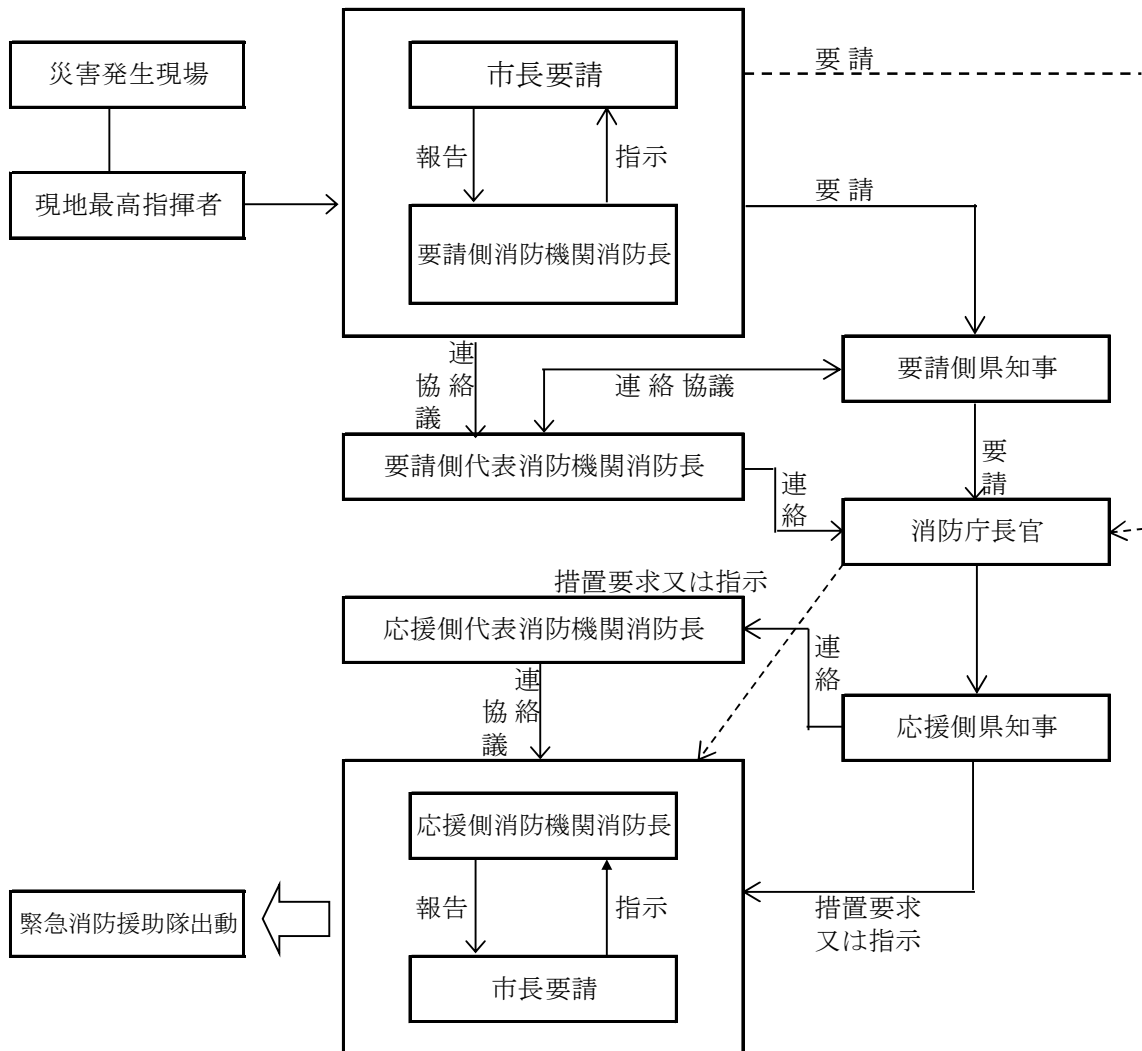 災害発生現場
市長要請
要 請
報告
指示
現地最高指揮者
要 請
要請側消防機関消防長
連絡
協議
連 絡 協議
要請側県知事
要請側代表消防機関消防長
連絡
要請
消防庁長官
措置要求又は指示
応援側代表消防機関消防長
連絡
連絡
協議
応援側県知事
応援側消防機関消防長
報告
指示
措置要求
又は指示
緊急消防援助隊出動
市長要請